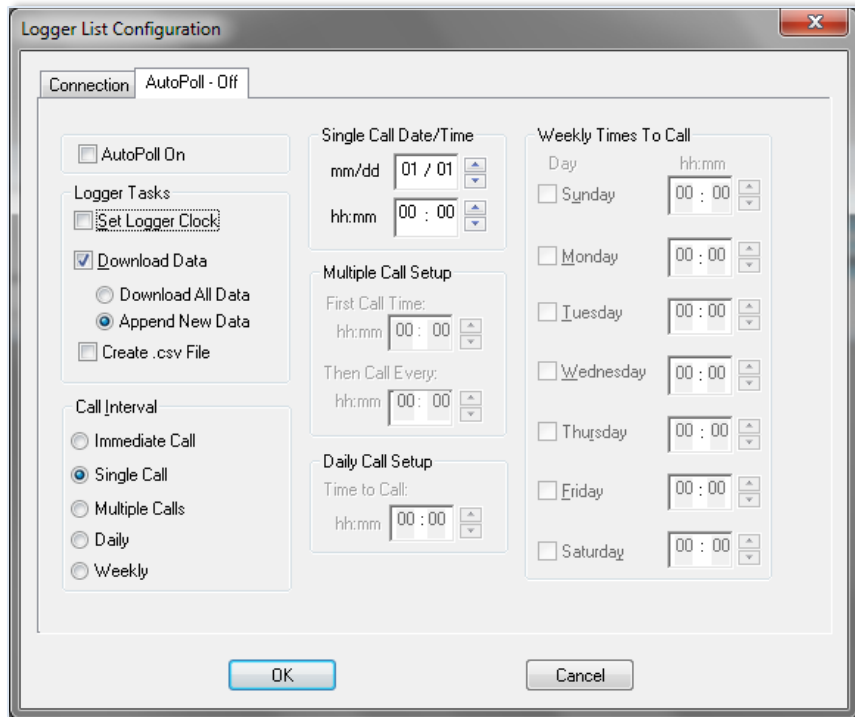 Logger List Configuration
Connection
AutoPoll - Off
AutoPoll On
Logger Tasks
Set Logger Clock
Download Data
Download All Data
Append New Data
Create .csv File
Call Interval
Immediate Call
Single Call
Multiple Calls
Daily
Weekly
Single Call Date/Time
mm/dd 01 / 01
hh:mm 00 : 00
Multiple Call Setup
First Call Time:
hh:mm 00 : 00
Then Call Every:
hh:mm 00 : 00
Daily Call Setup
Time to Call:
hh:mm 00 : 00
Weekly Times To Call
Day hh:mm
Sunday 00 : 00
Monday 00 : 00
Tuesday 00 : 00
Wednesday 00 : 00
Thursday 00 : 00
Friday 00 : 00
Saturday 00 : 00
OK
Cancel